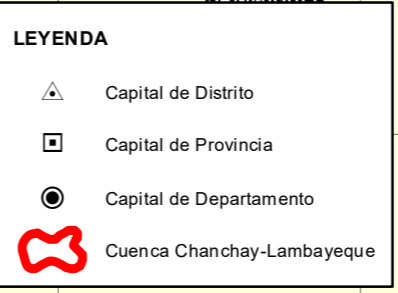 LEYENDA
Capital de Distrito
Capital de Provincia
Capital de Departamento
Cuenca Chanchay-Lambayeque